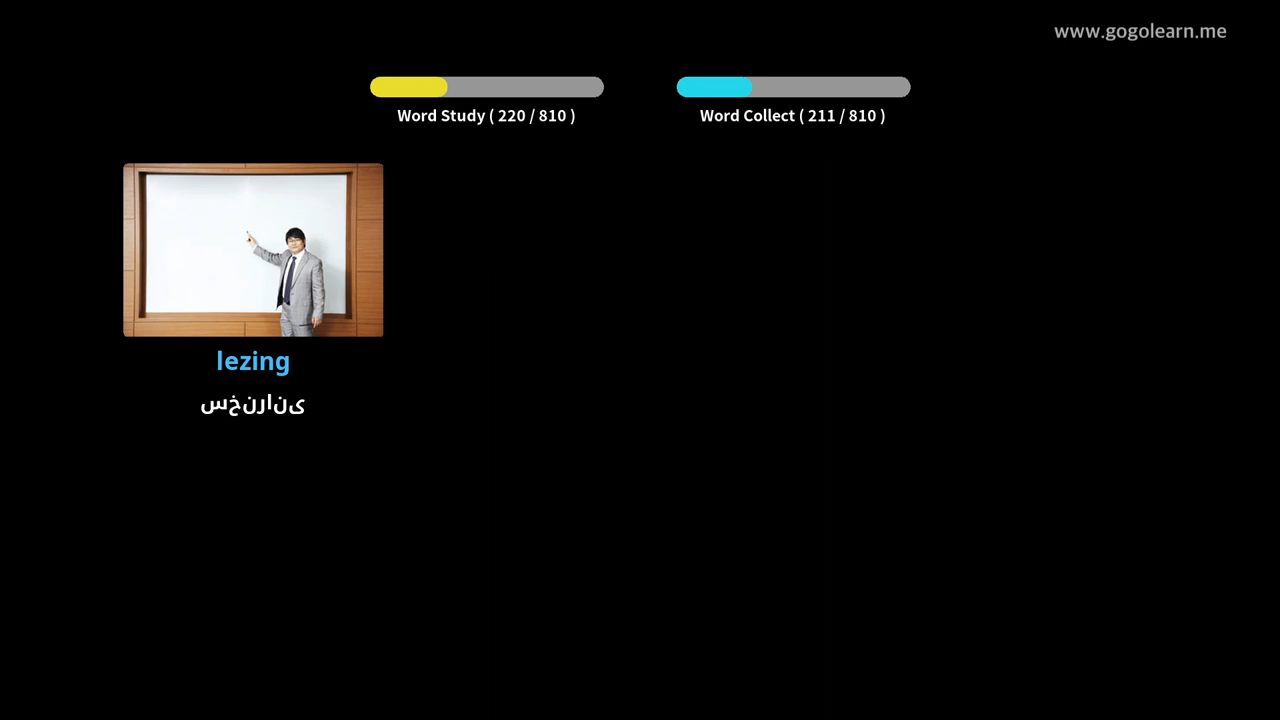 www.gogolearn.me
Word Study ( 220 / 810 )
Word Collect ( 211 / 810 )
lezing
سخنرانی